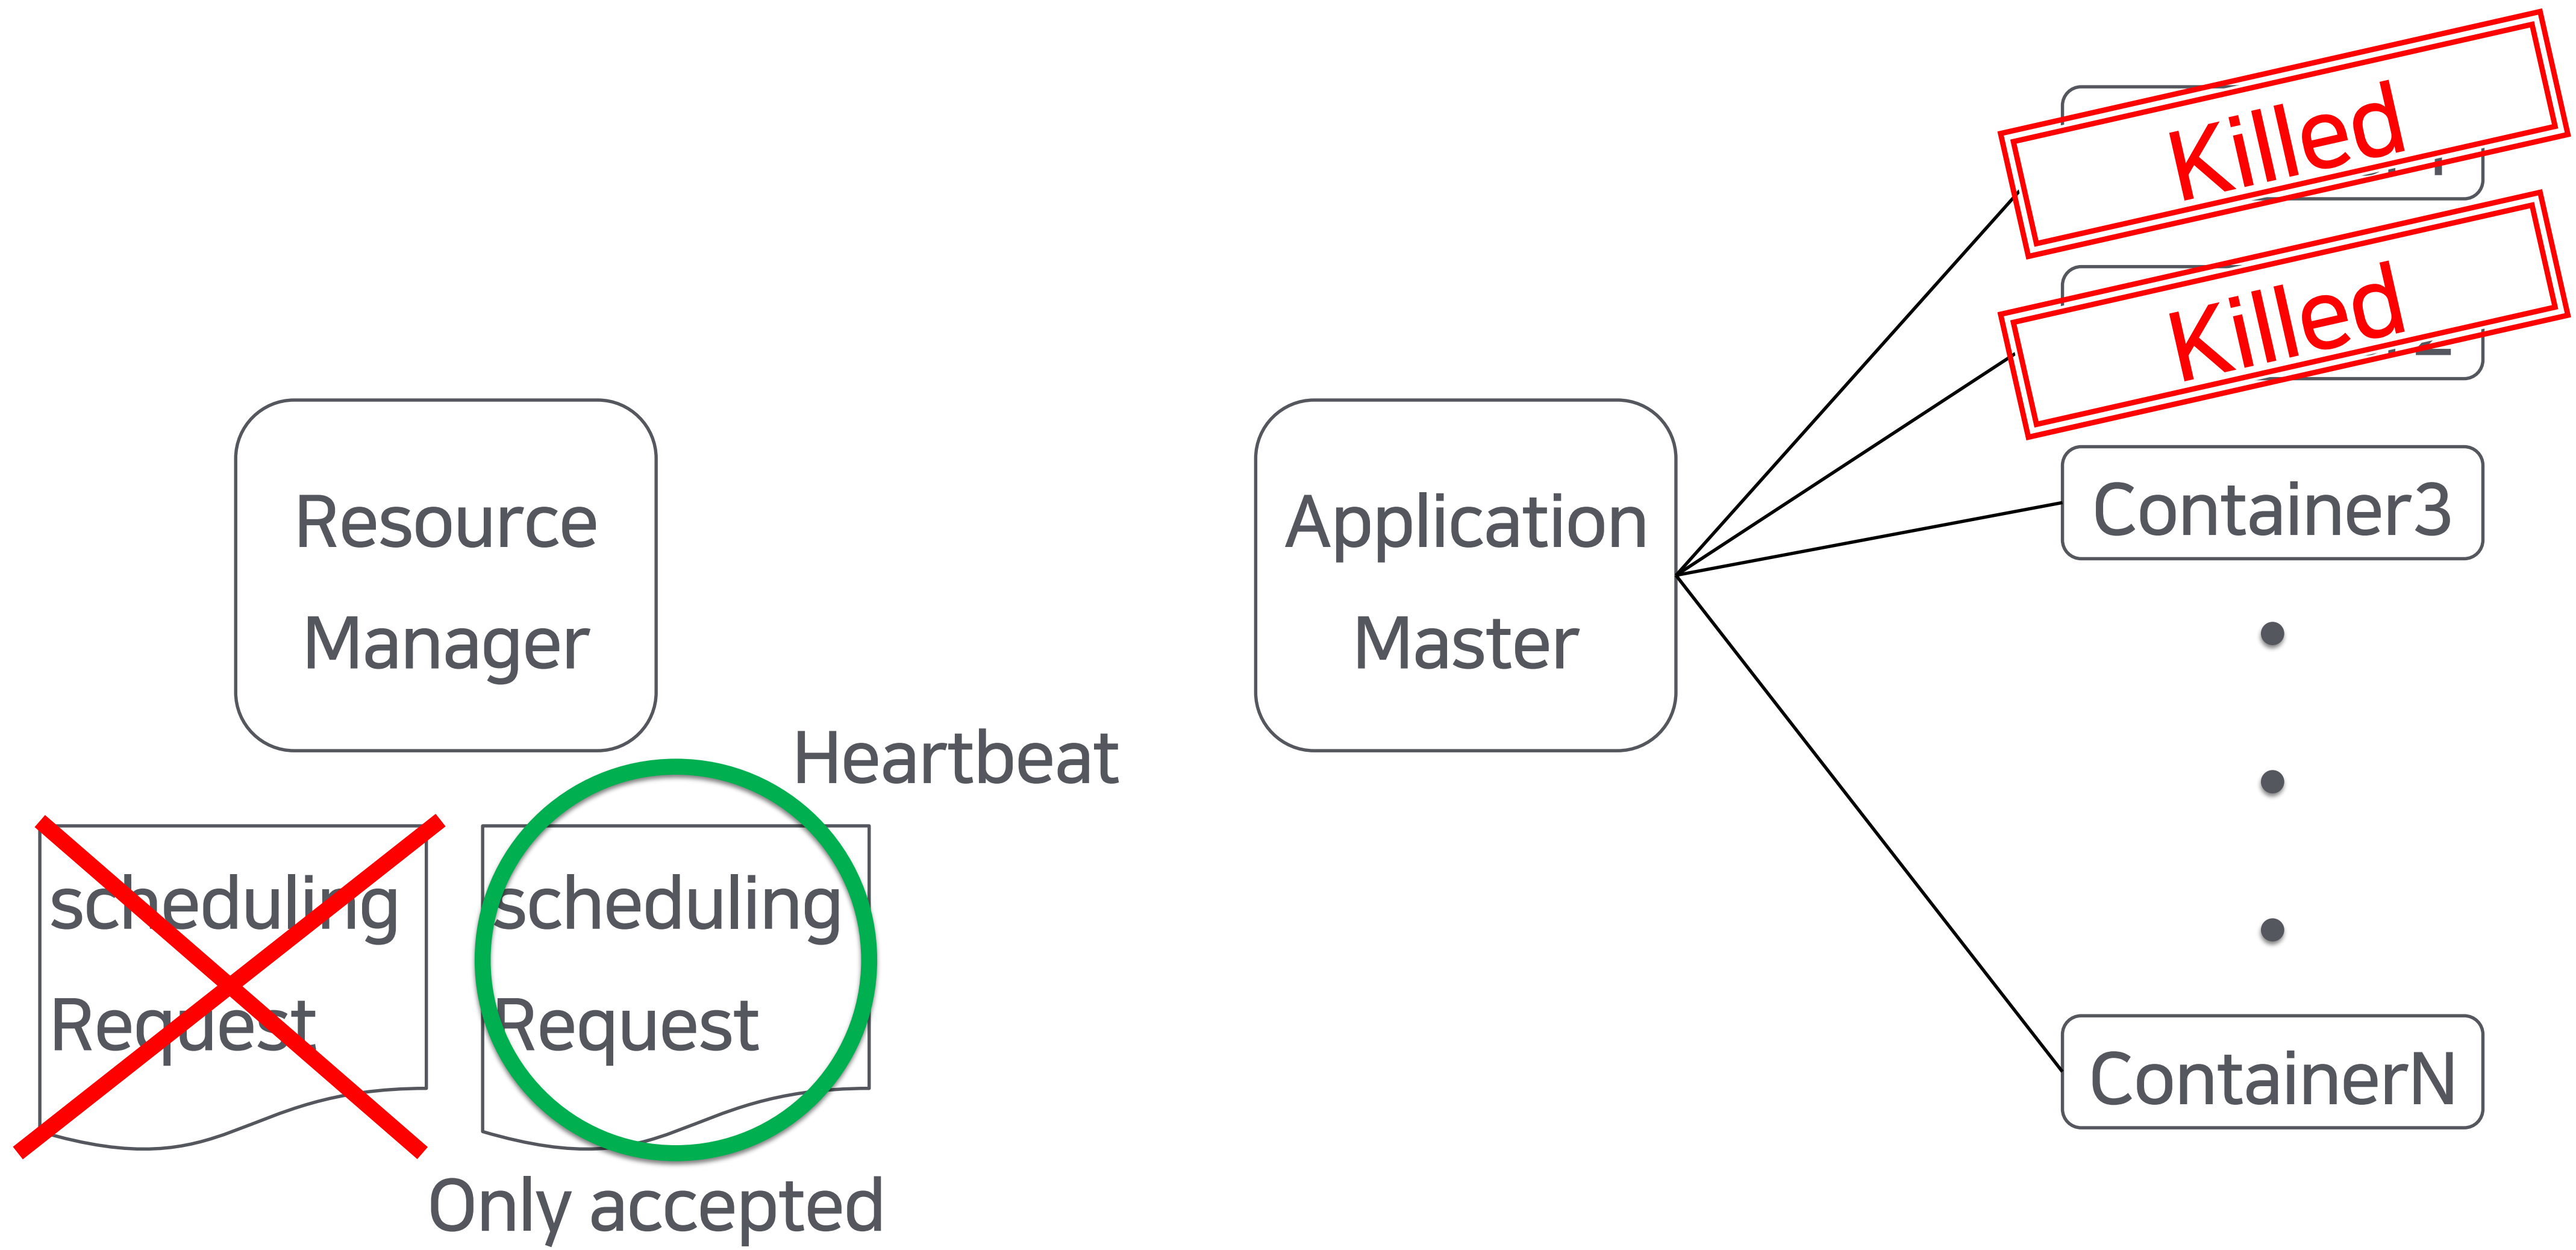 Killed
Killed
Resource
Manager
Application
Master
Container3
Heartbeat
scheduling
Request
scheduling
Request
ContainerN
Only accepted